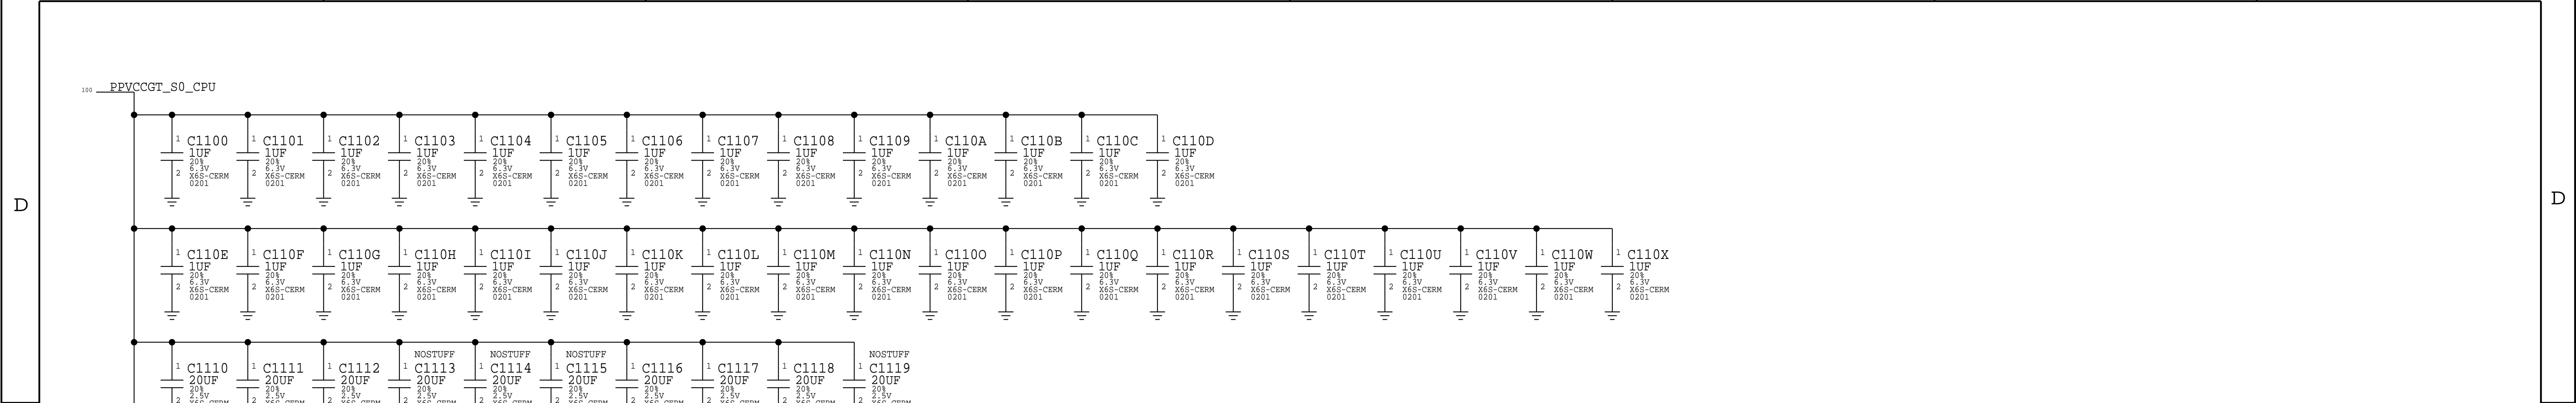 100 PPVCCGT_S0_CPU
1 C1100 1 C1101 1 C1102 1 C1103 1 C1104 1 C1105 1 C1106 1 C1107 1 C1108 1 C1109 1 C110A 1 C110B 1 C110C 1 C110D
1UF 1UF 1UF 1UF 1UF 1UF 1UF 1UF 1UF 1UF 1UF 1UF 1UF 1UF
20% 20% 20% 20% 20% 20% 20% 20% 20% 20% 20% 20% 20% 20%
6.3V 6.3V 6.3V 6.3V 6.3V 6.3V 6.3V 6.3V 6.3V 6.3V 6.3V 6.3V 6.3V 6.3V
2 X6S-CERM 2 X6S-CERM 2 X6S-CERM 2 X6S-CERM 2 X6S-CERM 2 X6S-CERM 2 X6S-CERM 2 X6S-CERM 2 X6S-CERM 2 X6S-CERM 2 X6S-CERM 2 X6S-CERM 2 X6S-CERM 2 X6S-CERM
0201 0201 0201 0201 0201 0201 0201 0201 0201 0201 0201 0201 0201 0201
D D
1 C110E 1 C110F 1 C110G 1 C110H 1 C110I 1 C110J 1 C110K 1 C110L 1 C110M 1 C110N 1 C110O 1 C110P 1 C110Q 1 C110R 1 C110S 1 C110T 1 C110U 1 C110V 1 C110W 1 C110X
1UF 1UF 1UF 1UF 1UF 1UF 1UF 1UF 1UF 1UF 1UF 1UF 1UF 1UF 1UF 1UF 1UF 1UF 1UF 1UF
20% 20% 20% 20% 20% 20% 20% 20% 20% 20% 20% 20% 20% 20% 20% 20% 20% 20% 20% 20%
6.3V 6.3V 6.3V 6.3V 6.3V 6.3V 6.3V 6.3V 6.3V 6.3V 6.3V 6.3V 6.3V 6.3V 6.3V 6.3V 6.3V 6.3V 6.3V 6.3V
2 X6S-CERM 2 X6S-CERM 2 X6S-CERM 2 X6S-CERM 2 X6S-CERM 2 X6S-CERM 2 X6S-CERM 2 X6S-CERM 2 X6S-CERM 2 X6S-CERM 2 X6S-CERM 2 X6S-CERM 2 X6S-CERM 2 X6S-CERM 2 X6S-CERM 2 X6S-CERM 2 X6S-CERM 2 X6S-CERM 2 X6S-CERM 2 X6S-CERM
0201 0201 0201 0201 0201 0201 0201 0201 0201 0201 0201 0201 0201 0201 0201 0201 0201 0201 0201 0201
NOSTUFF NOSTUFF NOSTUFF NOSTUFF
1 C1110 1 C1111 1 C1112 1 C1113 1 C1114 1 C1115 1 C1116 1 C1117 1 C1118 1 C1119
20UF 20UF 20UF 20UF 20UF 20UF 20UF 20UF 20UF 20UF
20% 20% 20% 20% 20% 20% 20% 20% 20% 20%
2.5V 2.5V 2.5V 2.5V 2.5V 2.5V 2.5V 2.5V 2.5V 2.5V
2 2 2 2 2 2 2 2 2 2